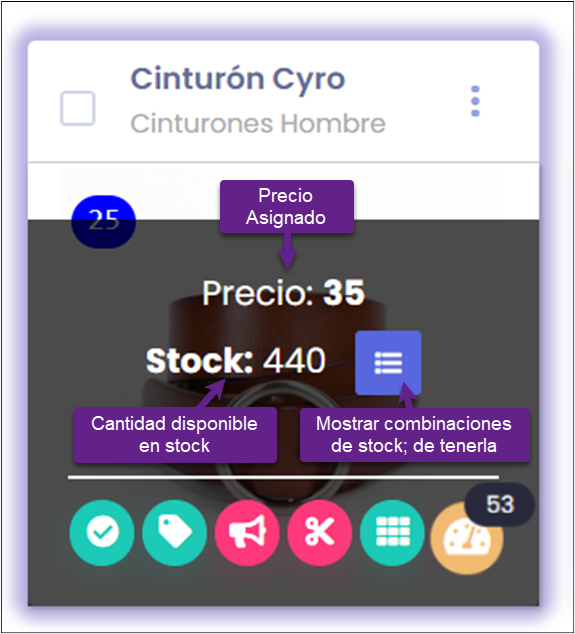 Cinturón Cyro
Cinturones Hombre
25
Precio
Asignado
Precio: 35
Stock: 440
Cantidad disponible
en stock
Mostrar combinaciones
de stock; de tenerla
53